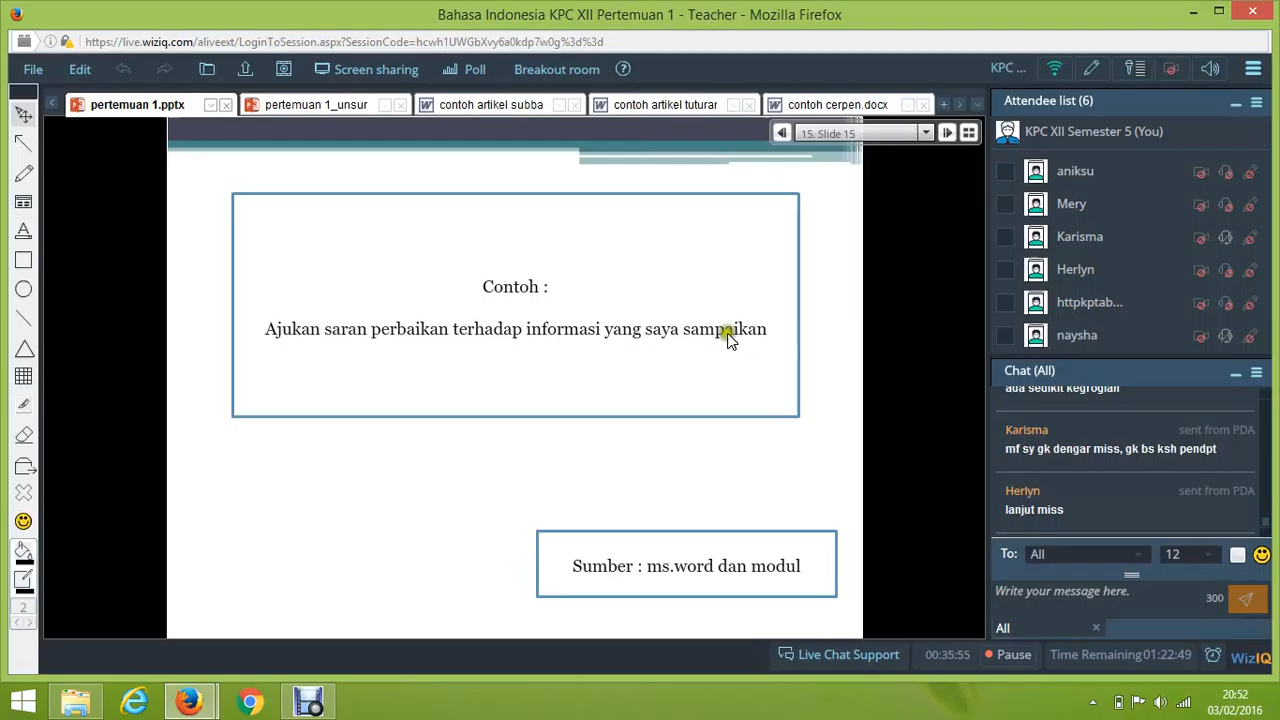 Bahasa Indonesia KPC XII Pertemuan 1 - Teacher - Mozilla Firefox
https://live.wiziq.com/aliveext/LoginToSession.aspx?SessionCode=hcwh1UWGbXvy6a0kdp7w0g%3d%3d
File Edit Screen sharing Poll Breakout room ? KPC ...
pertemuan 1.pptx pertemuan 1_unsur contoh artikel subba contoh artikel tuturar contoh cerpen.docx
15. Slide 15
Contoh :
Ajukan saran perbaikan terhadap informasi yang saya sampaikan
Sumber : ms.word dan modul
2
Attendee list (6)
KPC XII Semester 5 (You)
aniksu
Mery
Karisma
Herlyn
httpkptab...
naysha
Chat (All)
ada sedikit kegrogian
Karisma sent from PDA
mf sy gk dengar miss, gk bs ksh pendpt
Herlyn sent from PDA
lanjut miss
To: All 12
Write your message here. 300
All
Live Chat Support 00:35:55 Pause Time Remaining 01:22:49 WizIQ
20:52
03/02/2016